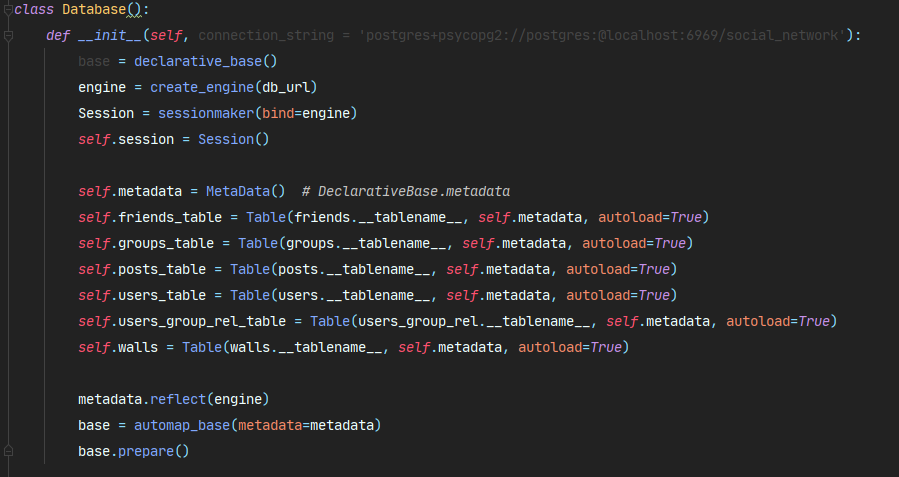 class Database():
def __init__(self, connection_string = 'postgres+psycopg2://postgres:@localhost:6969/social_network'):
base = declarative_base()
engine = create_engine(db_url)
Session = sessionmaker(bind=engine)
self.session = Session()
self.metadata = MetaData()  # DeclarativeBase.metadata
self.friends_table = Table(friends.__tablename__, self.metadata, autoload=True)
self.groups_table = Table(groups.__tablename__, self.metadata, autoload=True)
self.posts_table = Table(posts.__tablename__, self.metadata, autoload=True)
self.users_table = Table(users.__tablename__, self.metadata, autoload=True)
self.users_group_rel_table = Table(users_group_rel.__tablename__, self.metadata, autoload=True)
self.walls = Table(walls.__tablename__, self.metadata, autoload=True)
metadata.reflect(engine)
base = automap_base(metadata=metadata)
base.prepare()